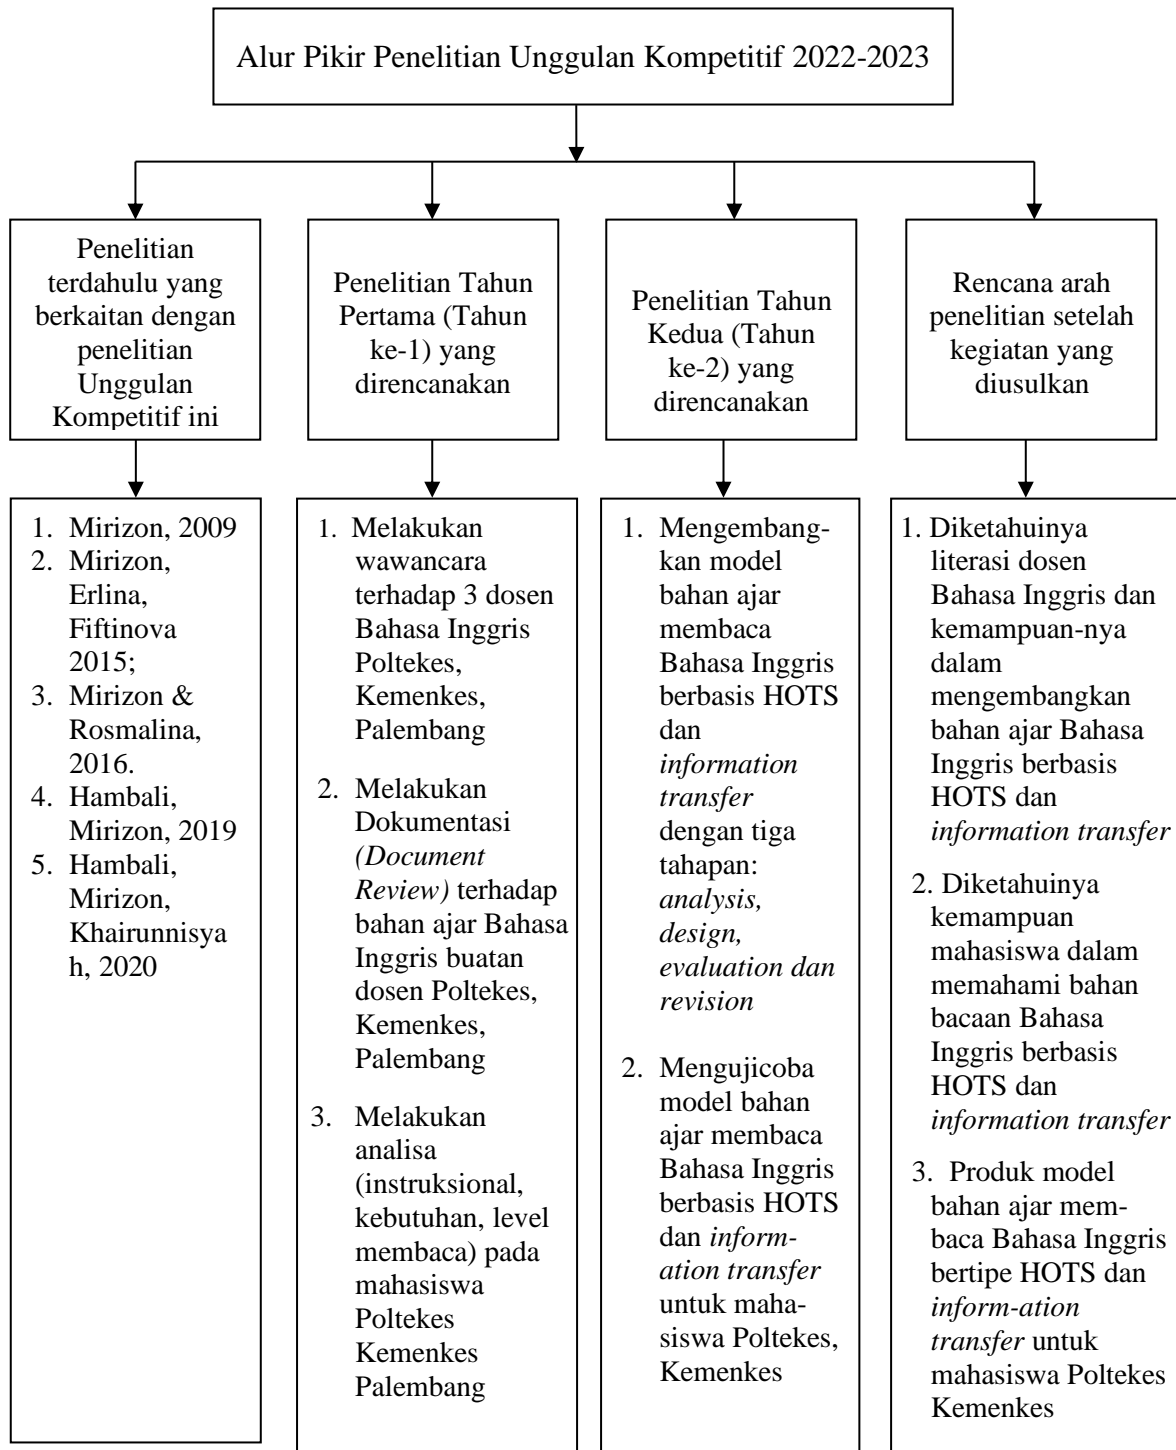 Alur Pikir Penelitian Unggulan Kompetitif 2022-2023
Penelitian
terdahulu yang
berkaitan dengan
penelitian
Unggulan
Kompetitif ini
Penelitian Tahun
Pertama (Tahun
ke-1) yang
direncanakan
Penelitian Tahun
Kedua (Tahun
ke-2) yang
direncanakan
Rencana arah
penelitian setelah
kegiatan yang
diusulkan
1. Mirizon, 2009
2. Mirizon,
Erlina,
Fiftinova
2015;
3. Mirizon &
Rosmalina,
2016.
4. Hambali,
Mirizon, 2019
5. Hambali,
Mirizon,
Khairunnisya
h, 2020
1. Melakukan
wawancara
terhadap 3 dosen
Bahasa Inggris
Poltekes,
Kemenkes,
Palembang
2. Melakukan
Dokumentasi
(Document
Review) terhadap
bahan ajar Bahasa
Inggris buatan
dosen Poltekes,
Kemenkes,
Palembang
3. Melakukan
analisa
(instruksional,
kebutuhan, level
membaca) pada
mahasiswa
Poltekes
Kemenkes
Palembang
1. Mengembang-
kan model
bahan ajar
membaca
Bahasa Inggris
berbasis HOTS
dan
information
transfer
dengan tiga
tahapan:
analysis,
design,
evaluation dan
revision
2. Mengujicoba
model bahan
ajar membaca
Bahasa Inggris
berbasis HOTS
dan inform-
ation transfer
untuk maha-
siswa Poltekes,
Kemenkes
1. Diketahuinya
literasi dosen
Bahasa Inggris dan
kemampuan-nya
dalam
mengembangkan
bahan ajar Bahasa
Inggris berbasis
HOTS dan
information transfer
2. Diketahuinya
kemampuan
mahasiswa dalam
memahami bahan
bacaan Bahasa
Inggris berbasis
HOTS dan
information transfer
3. Produk model
bahan ajar mem-
baca Bahasa Inggris
bertipe HOTS dan
inform-ation
transfer untuk
mahasiswa Poltekes
Kemenkes